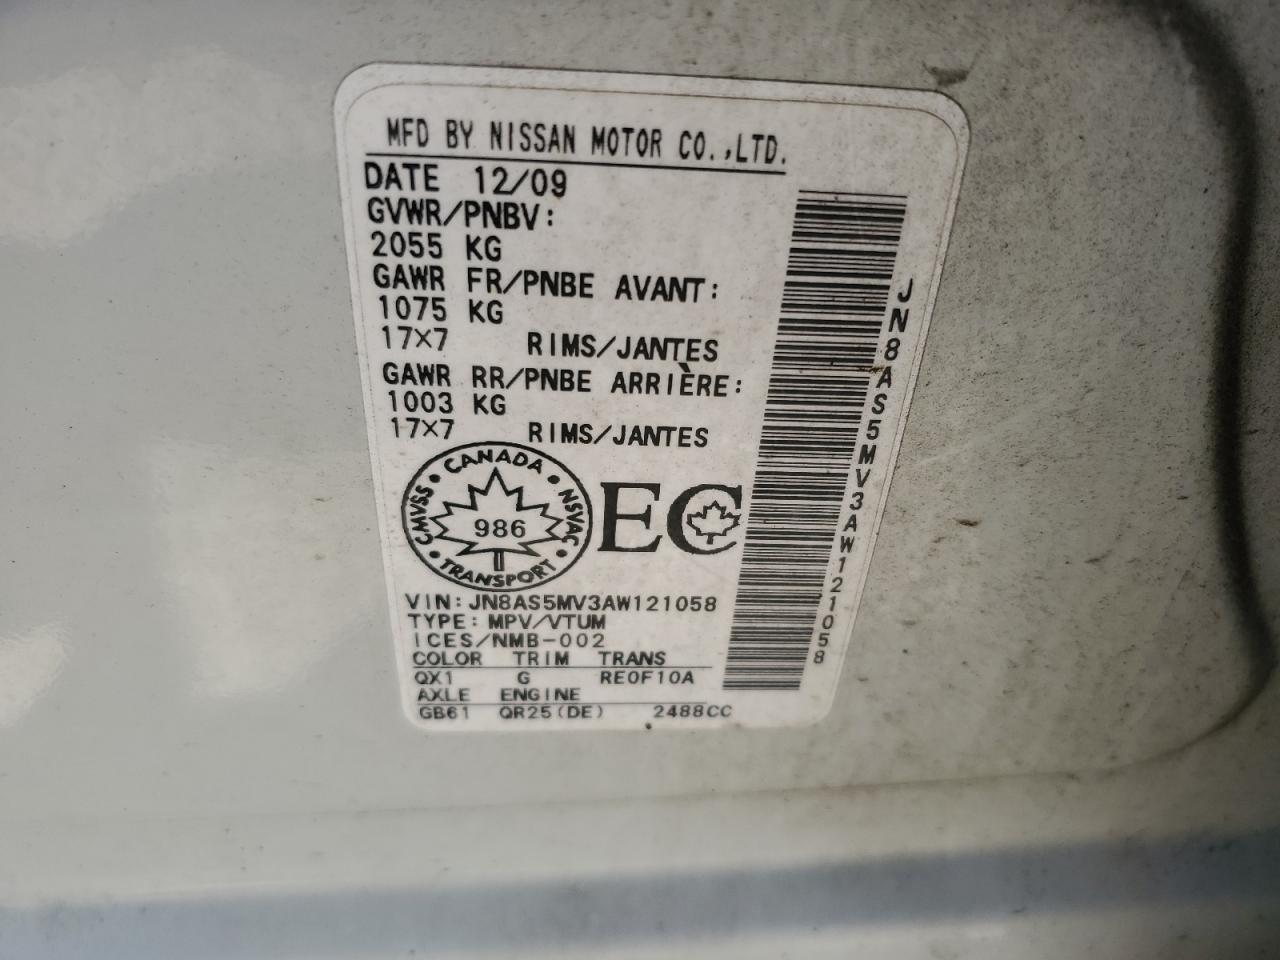 MFD BY NISSAN MOTOR CO.,LTD.
DATE 12/09
GVWR/PNBV:
2055 KG
GAWR FR/PNBE AVANT:
1075 KG
17×7 RIMS/JANTES
GAWR RR/PNBE ARRIÈRE:
1003 KG
17×7 RIMS/JANTES
CANADA
CMVSS
NSVAC
986
TRANSPORT
EC
VIN:JN8AS5MV3AW121058
TYPE: MPV/VTUM
ICES/NMB-002
COLOR TRIM TRANS
QX1 G RE0F10A
AXLE ENGINE
GB61 QR25(DE) 2488CC
JN8AS5MV3AW121058